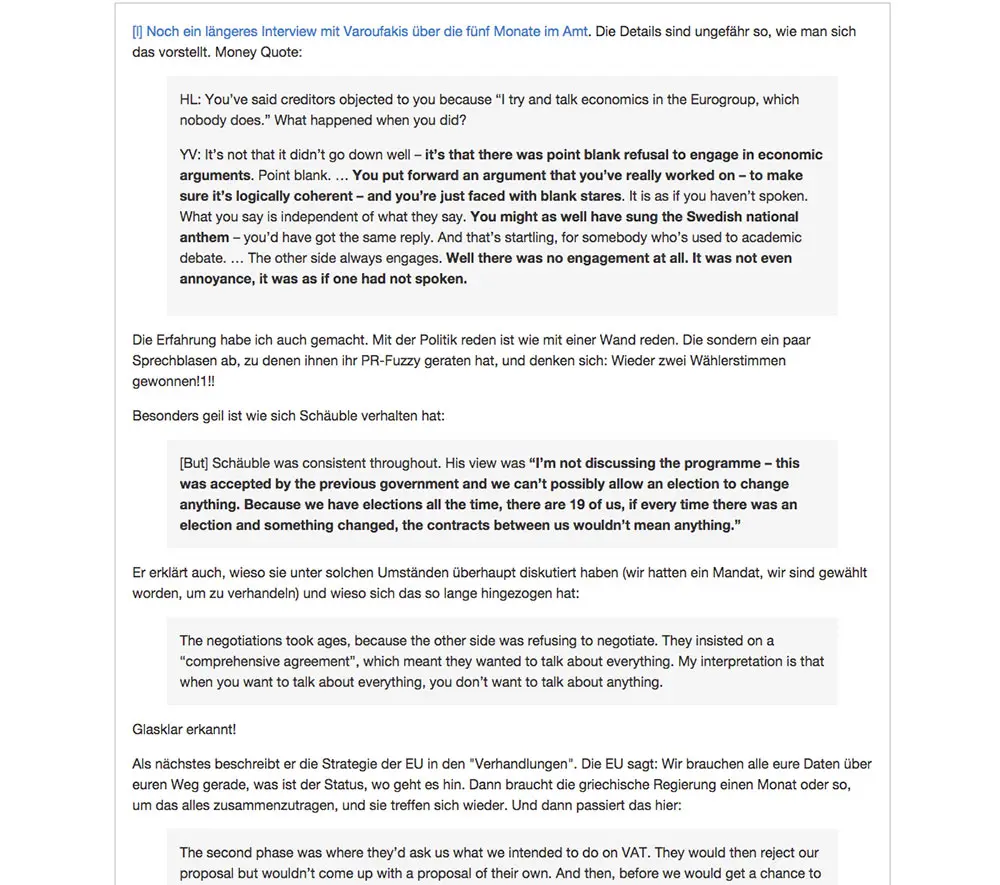 [l] Noch ein längeres Interview mit Varoufakis über die fünf Monate im Amt. Die Details sind ungefähr so, wie man sich
das vorstellt. Money Quote:
HL: You’ve said creditors objected to you because “I try and talk economics in the Eurogroup, which
nobody does.” What happened when you did?
YV: It’s not that it didn’t go down well – it’s that there was point blank refusal to engage in economic
arguments. Point blank. … You put forward an argument that you’ve really worked on – to make
sure it’s logically coherent – and you’re just faced with blank stares. It is as if you haven’t spoken.
What you say is independent of what they say. You might as well have sung the Swedish national
anthem – you’d have got the same reply. And that’s startling, for somebody who’s used to academic
debate. … The other side always engages. Well there was no engagement at all. It was not even
annoyance, it was as if one had not spoken.
Die Erfahrung habe ich auch gemacht. Mit der Politik reden ist wie mit einer Wand reden. Die sondern ein paar
Sprechblasen ab, zu denen ihnen ihr PR-Fuzzy geraten hat, und denken sich: Wieder zwei Wählerstimmen
gewonnen!1!!
Besonders geil ist wie sich Schäuble verhalten hat:
[But] Schäuble was consistent throughout. His view was “I’m not discussing the programme – this
was accepted by the previous government and we can’t possibly allow an election to change
anything. Because we have elections all the time, there are 19 of us, if every time there was an
election and something changed, the contracts between us wouldn’t mean anything.”
Er erklärt auch, wieso sie unter solchen Umständen überhaupt diskutiert haben (wir hatten ein Mandat, wir sind gewählt
worden, um zu verhandeln) und wieso sich das so lange hingezogen hat:
The negotiations took ages, because the other side was refusing to negotiate. They insisted on a
“comprehensive agreement”, which meant they wanted to talk about everything. My interpretation is that
when you want to talk about everything, you don’t want to talk about anything.
Glasklar erkannt!
Als nächstes beschreibt er die Strategie der EU in den "Verhandlungen". Die EU sagt: Wir brauchen alle eure Daten über
euren Weg gerade, was ist der Status, wo geht es hin. Dann braucht die griechische Regierung einen Monat oder so,
um das alles zusammenzutragen, und sie treffen sich wieder. Und dann passiert das hier:
The second phase was where they’d ask us what we intended to do on VAT. They would then reject our
proposal but wouldn’t come up with a proposal of their own. And then, before we would get a chance to